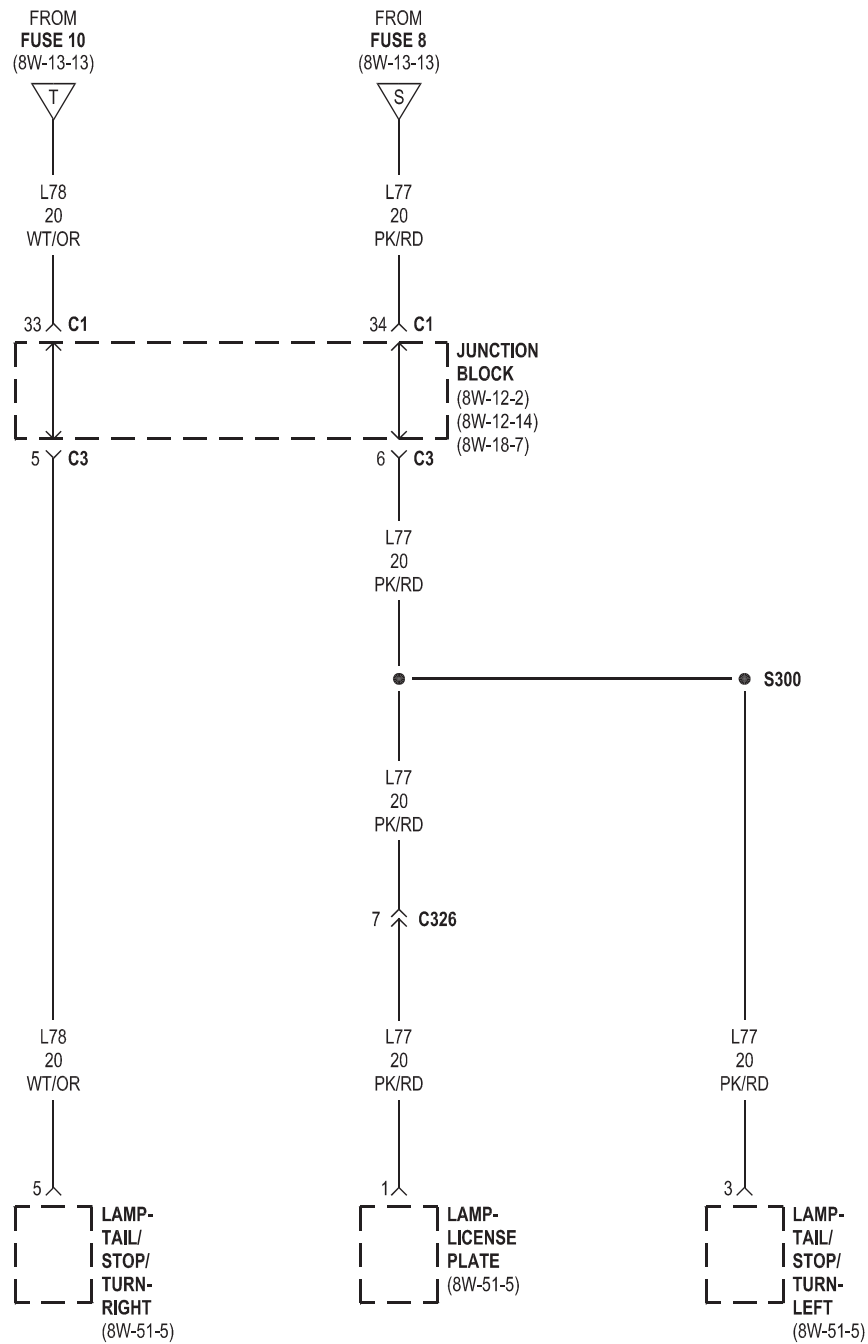 FROM
FUSE 10
(8W-13-13)
T
FROM
FUSE 8
(8W-13-13)
S
L78
20
WT/OR
L77
20
PK/RD
33 C1
34 C1
JUNCTION
BLOCK
(8W-12-2)
(8W-12-14)
(8W-18-7)
5 C3
6 C3
L77
20
PK/RD
S300
L77
20
PK/RD
7 C326
L78
20
WT/OR
L77
20
PK/RD
L77
20
PK/RD
5
1
3
LAMP-
TAIL/
STOP/
TURN-
RIGHT
(8W-51-5)
LAMP-
LICENSE
PLATE
(8W-51-5)
LAMP-
TAIL/
STOP/
TURN-
LEFT
(8W-51-5)